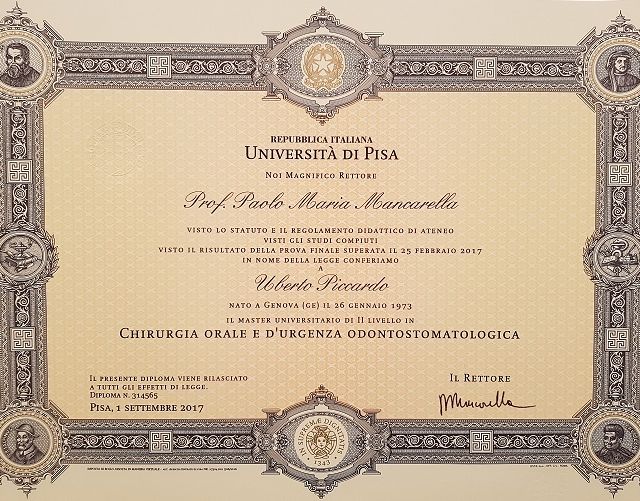 REPUBBLICA ITALIANA
UNIVERSITÀ DI PISA
NOI MAGNIFICO RETTORE
Prof. Paolo Maria Mancarella
VISTO LO STATUTO E IL REGOLAMENTO DIDATTICO DI ATENEO
VISTI GLI STUDI COMPIUTI
VISTO IL RISULTATO DELLA PROVA FINALE SUPERATA IL 25 FEBBRAIO 2017
IN NOME DELLA LEGGE CONFERIAMO
A
Uberto Piccardo
NATO A GENOVA (GE) IL 26 GENNAIO 1973
IL MASTER UNIVERSITARIO DI II LIVELLO IN
CHIRURGIA ORALE E D'URGENZA ODONTOSTOMATOLOGICA
IL PRESENTE DIPLOMA VIENE RILASCIATO
A TUTTI GLI EFFETTI DI LEGGE.
DIPLOMA N. 314565
PISA, 1 SETTEMBRE 2017
IL RETTORE
IN SUPREMÆ DIGNITATIS
1343